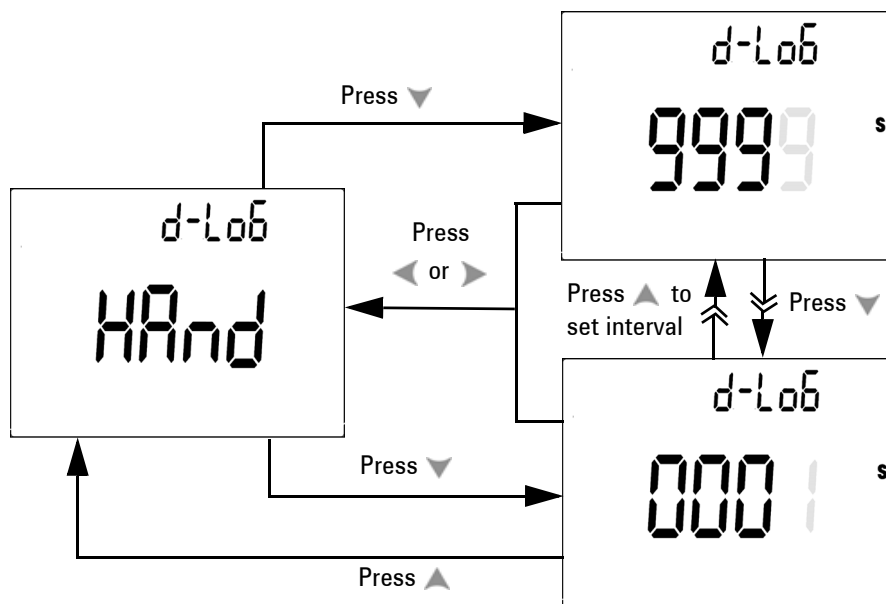 d-LoG
Press
9999
s
d-LoG
Press
or
HAnd
Press to
set interval
Press
d-LoG
Press
0001
s
Press